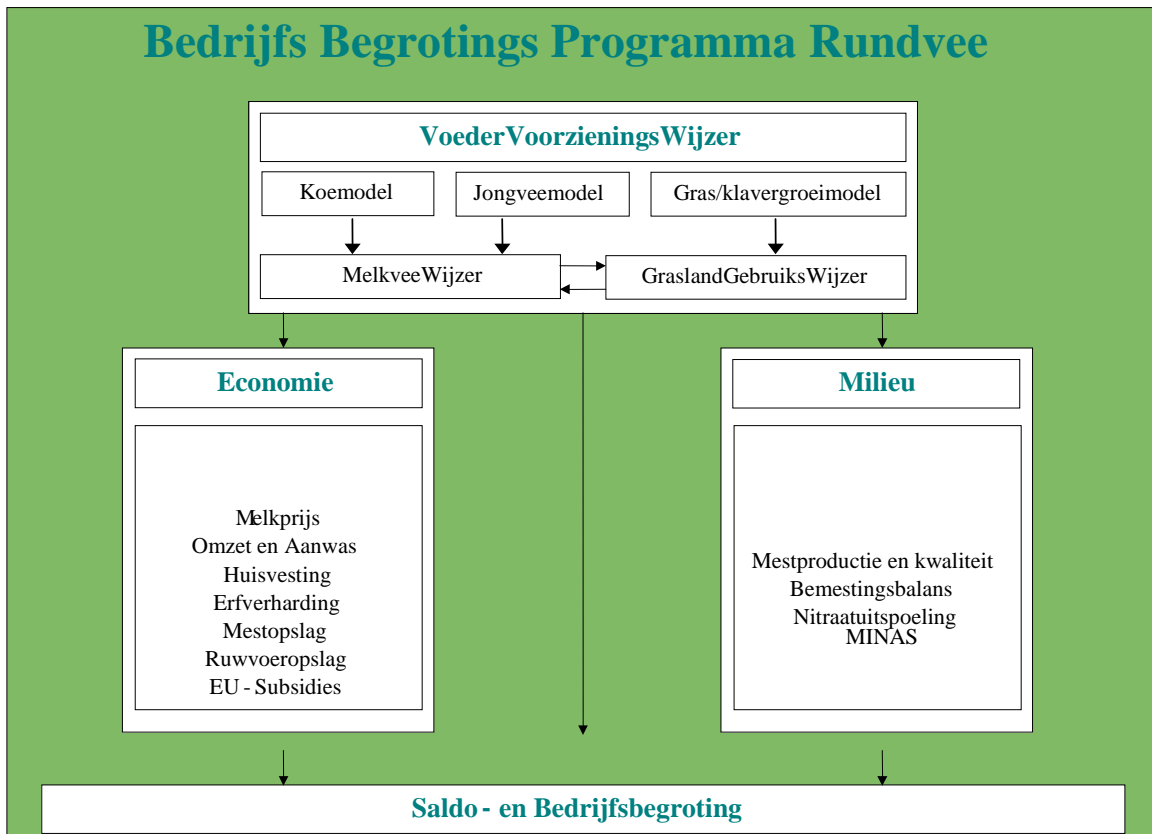 Bedrijfs Begrotings Programma Rundvee
VoederVoorzieningsWijzer
Koemodel
Jongveemodel
Gras/klavergroeimodel
MelkveeWijzer
GraslandGebruiksWijzer
Economie
Melkprijs
Omzet en Aanwas
Huisvesting
Erfverharding
Mestopslag
Ruwvoeropslag
EU - Subsidies
Milieu
Mestproductie en kwaliteit
Bemestingsbalans
Nitraatuitspoeling
MINAS
Saldo - en Bedrijfsbegroting